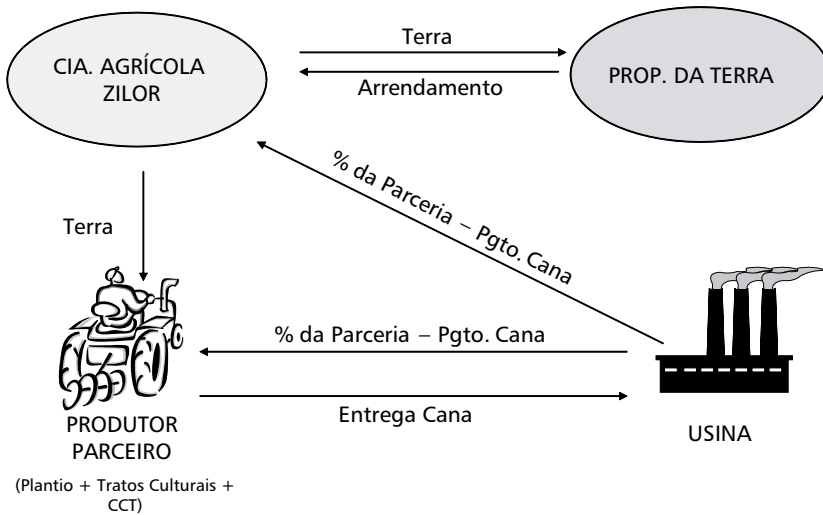 CIA. AGRÍCOLA
ZILOR
Terra
Arrendamento
PROP. DA TERRA
% da Parceria – Pgto. Cana
Terra
% da Parceria – Pgto. Cana
Entrega Cana
PRODUTOR
PARCEIRO
(Plantio + Tratos Culturais +
CCT)
USINA